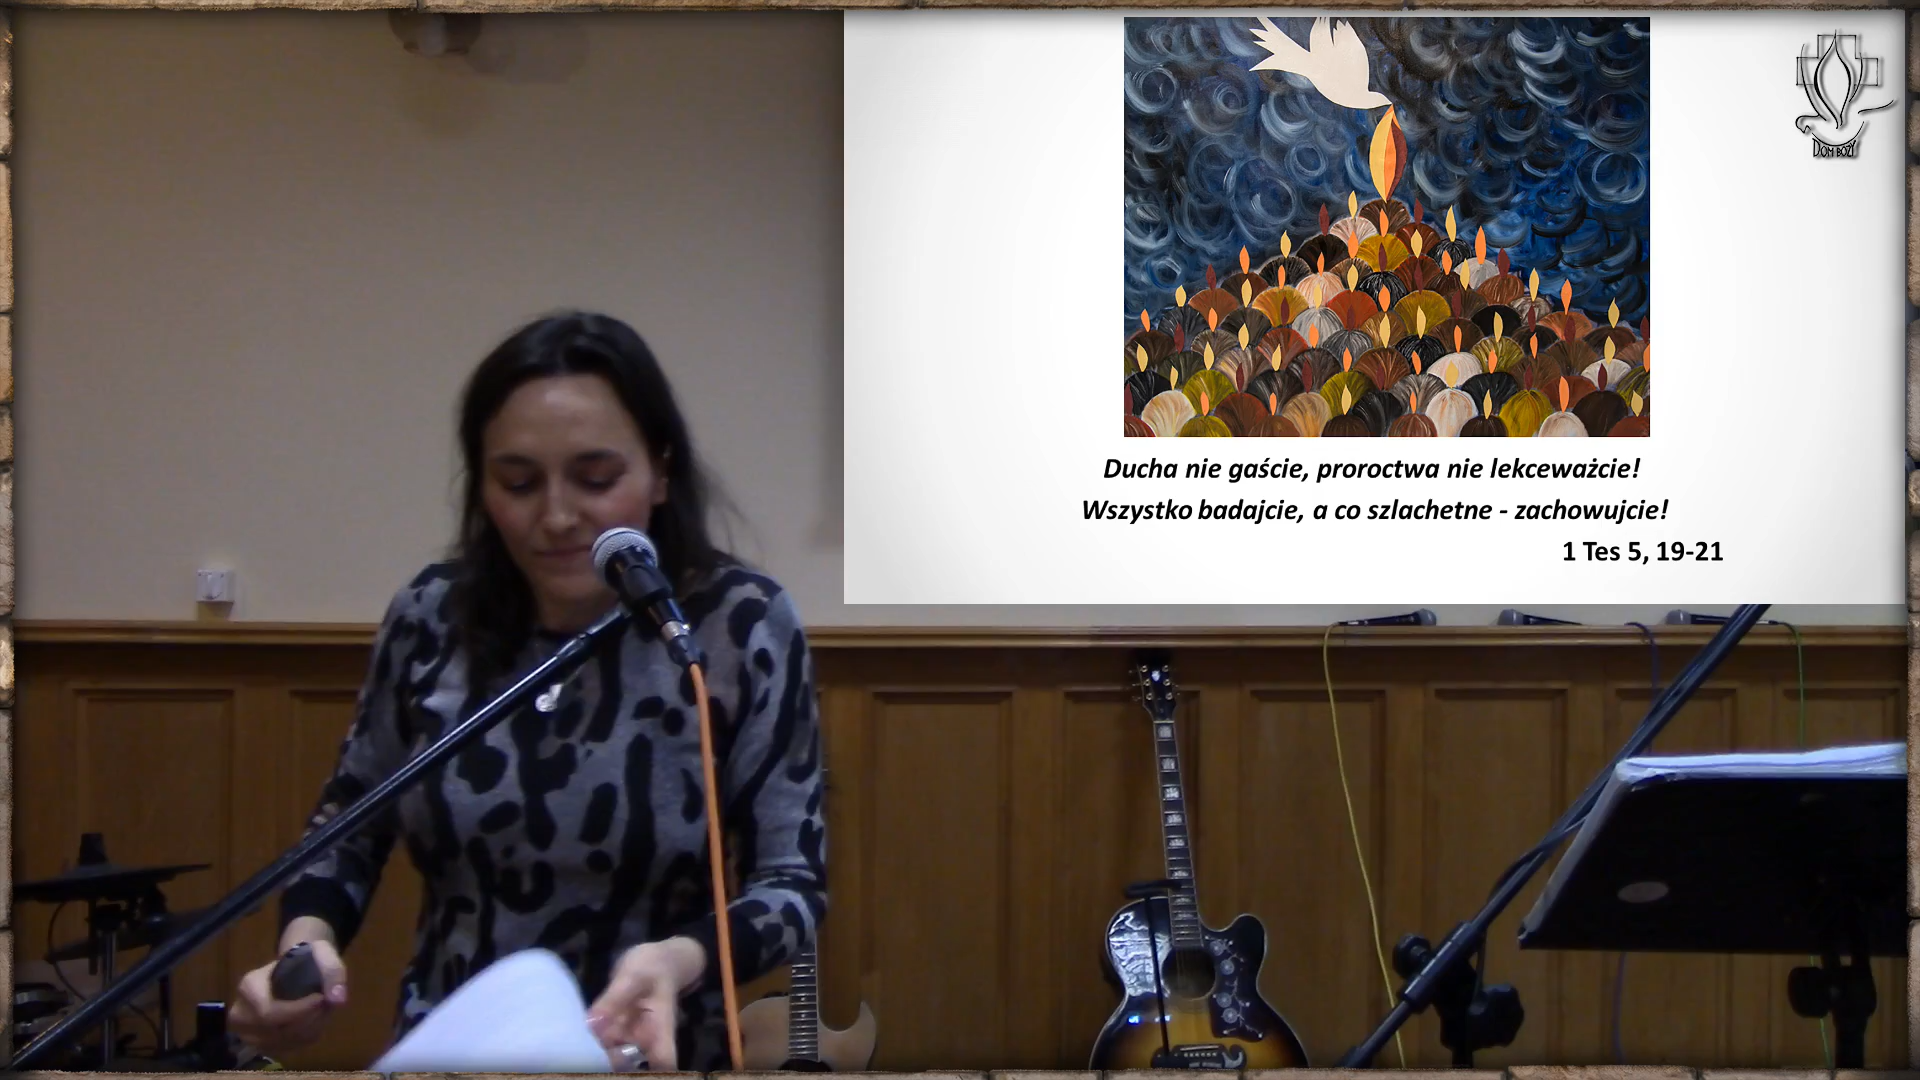 Dom Boży
Ducha nie gaście, proroctwa nie lekceważcie!
Wszystko badajcie, a co szlachetne - zachowujcie!
1 Tes 5, 19-21